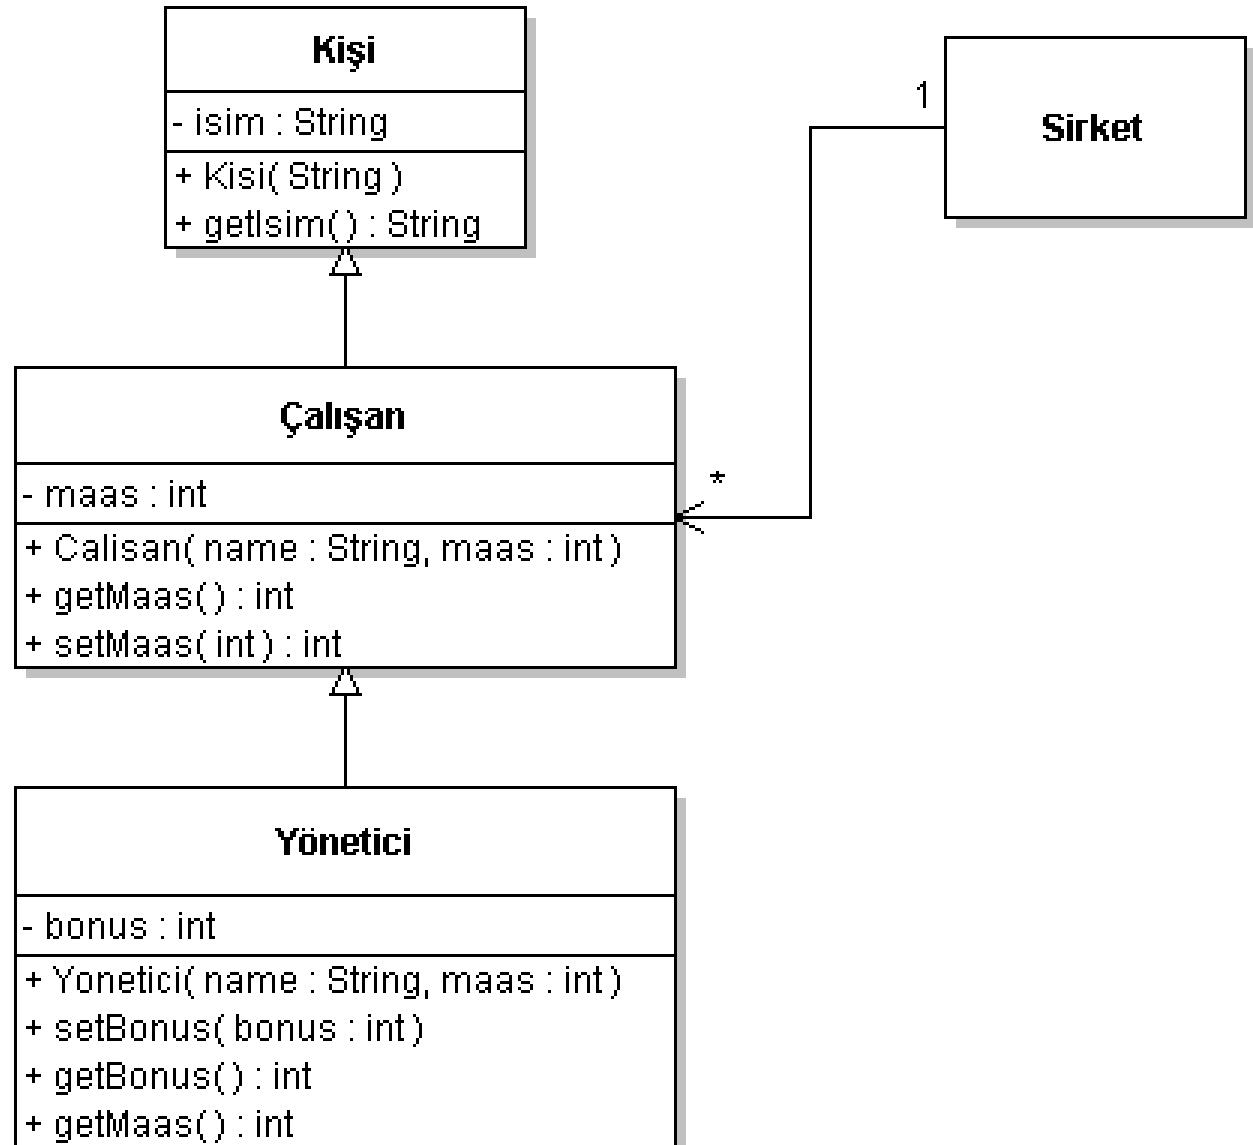 Kişi
- isim : String
+ Kisi( String )
+ getIsim() : String
1
Sirket
Çalışan
- maas : int
*
+ Calisan( name : String, maas : int )
+ getMaas() : int
+ setMaas( int ) : int
Yönetici
- bonus : int
+ Yonetici( name : String, maas : int )
+ setBonus( bonus : int )
+ getBonus() : int
+ getMaas() : int